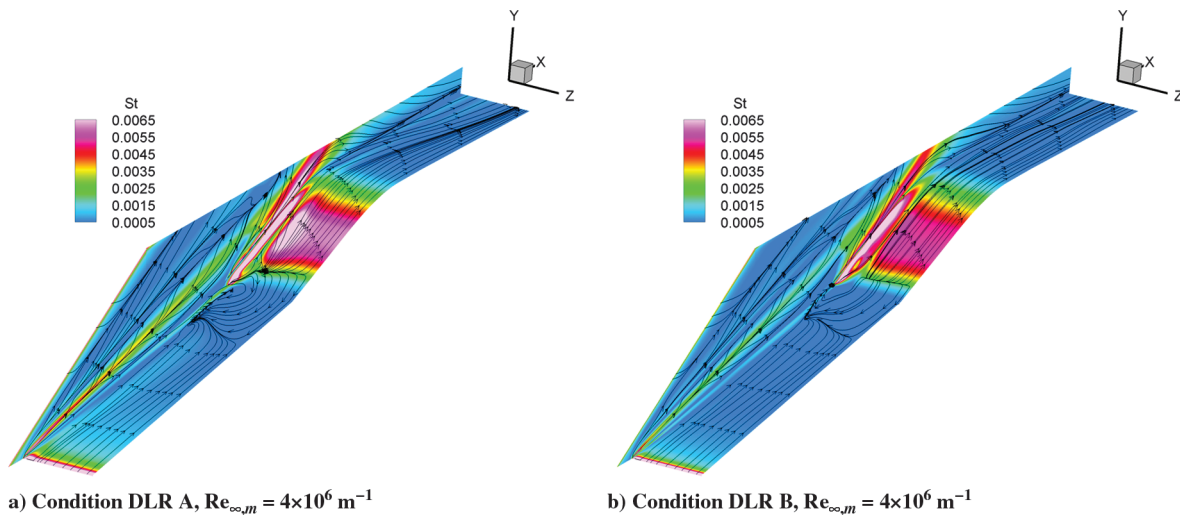 Y
X
Z
St
0.0065
0.0055
0.0045
0.0035
0.0025
0.0015
0.0005
a) Condition DLR A, Re∞,m = 4×10⁶ m⁻¹
Y
X
Z
St
0.0065
0.0055
0.0045
0.0035
0.0025
0.0015
0.0005
b) Condition DLR B, Re∞,m = 4×10⁶ m⁻¹